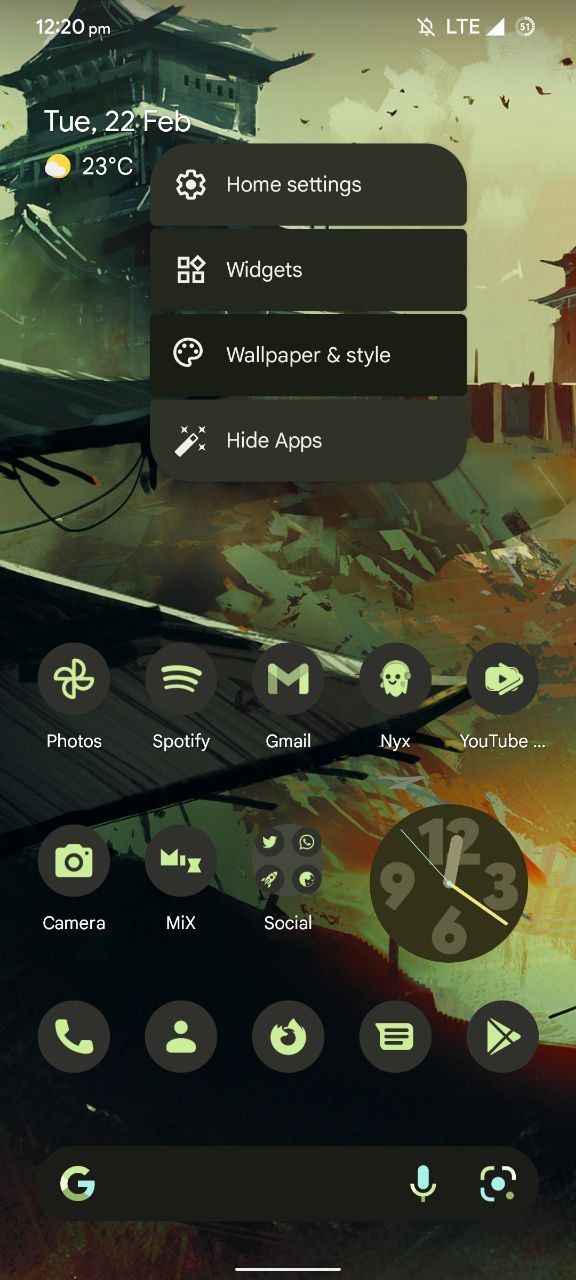 12:20 pm LTE 51
Tue, 22 Feb
23°C
Home settings
Widgets
Wallpaper & style
Hide Apps
Photos Spotify Gmail Nyx YouTube ...
12
9 3
6
Camera MiX Social